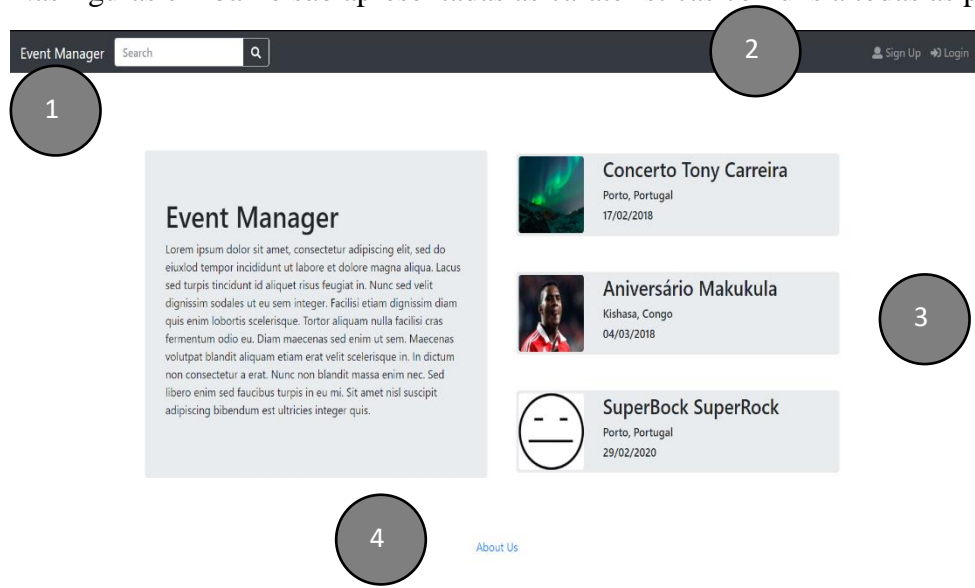 Event Manager
Search
2
Sign Up
Login
1
Event Manager
Lorem ipsum dolor sit amet, consectetur adipiscing elit, sed do
eiuxlod tempor incididunt ut labore et dolore magna aliqua. Lacus
sed turpis tincidunt id aliquet risus feugiat in. Nunc sed velit
dignissim sodales ut eu sem integer. Facilisi etiam dignissim diam
quis enim lobortis scelerisque. Tortor aliquam nulla facilisi cras
fermentum odio eu. Diam maecenas sed enim ut sem. Maecenas
volutpat blandit aliquam etiam erat velit scelerisque in. In dictum
non consectetur a erat. Nunc non blandit massa enim nec. Sed
libero enim sed faucibus turpis in eu mi. Sit amet nisl suscipit
adipiscing bibendum est ultricies integer quis.
Concerto Tony Carreira
Porto, Portugal
17/02/2018
Aniversário Makukula
Kishasa, Congo
04/03/2018
3
SuperBock SuperRock
Porto, Portugal
29/02/2020
4
About Us